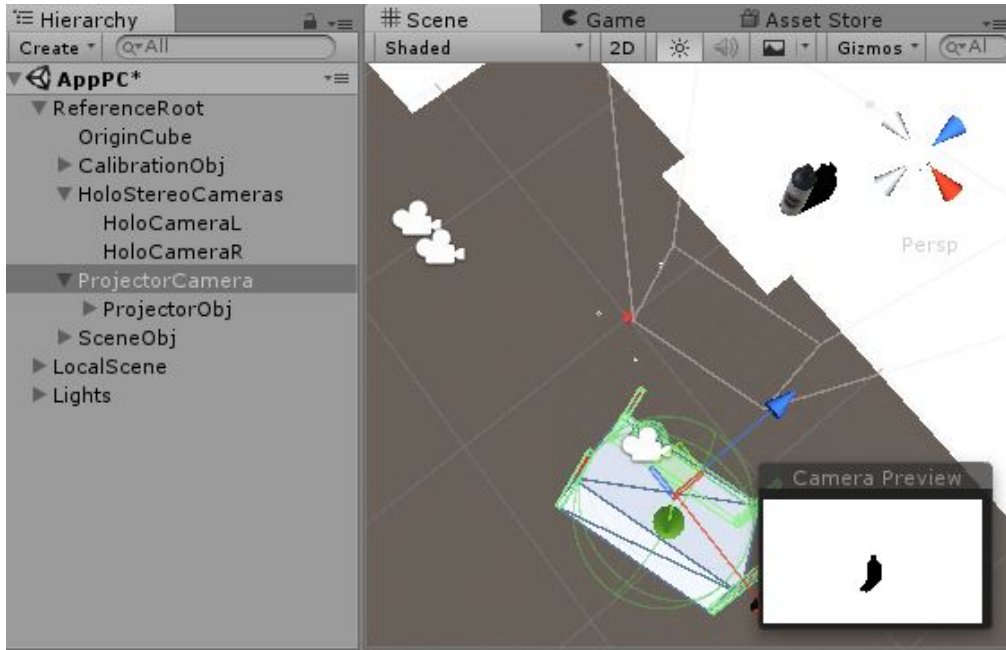 Hierarchy
Create All
AppPC*
ReferenceRoot
OriginCube
CalibrationObj
HoloStereoCameras
HoloCameraL
HoloCameraR
ProjectorCamera
ProjectorObj
SceneObj
LocalScene
Lights
Scene Game Asset Store
Shaded 2D Gizmos Al
Persp
Camera Preview